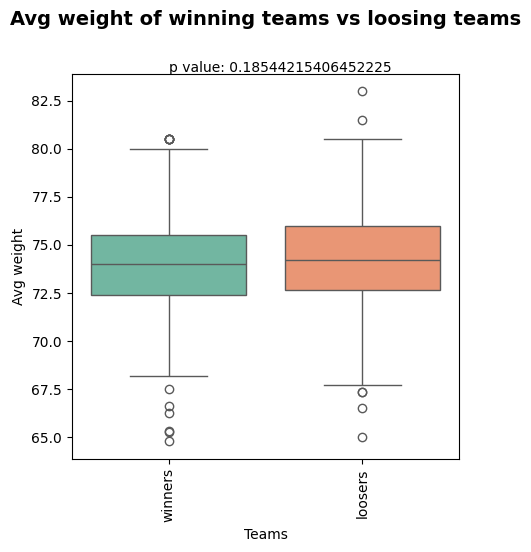 Avg weight of winning teams vs loosing teams
p value: 0.18544215406452225
82.5
80.0
77.5
75.0
72.5
70.0
67.5
65.0
Avg weight
winners
loosers
Teams